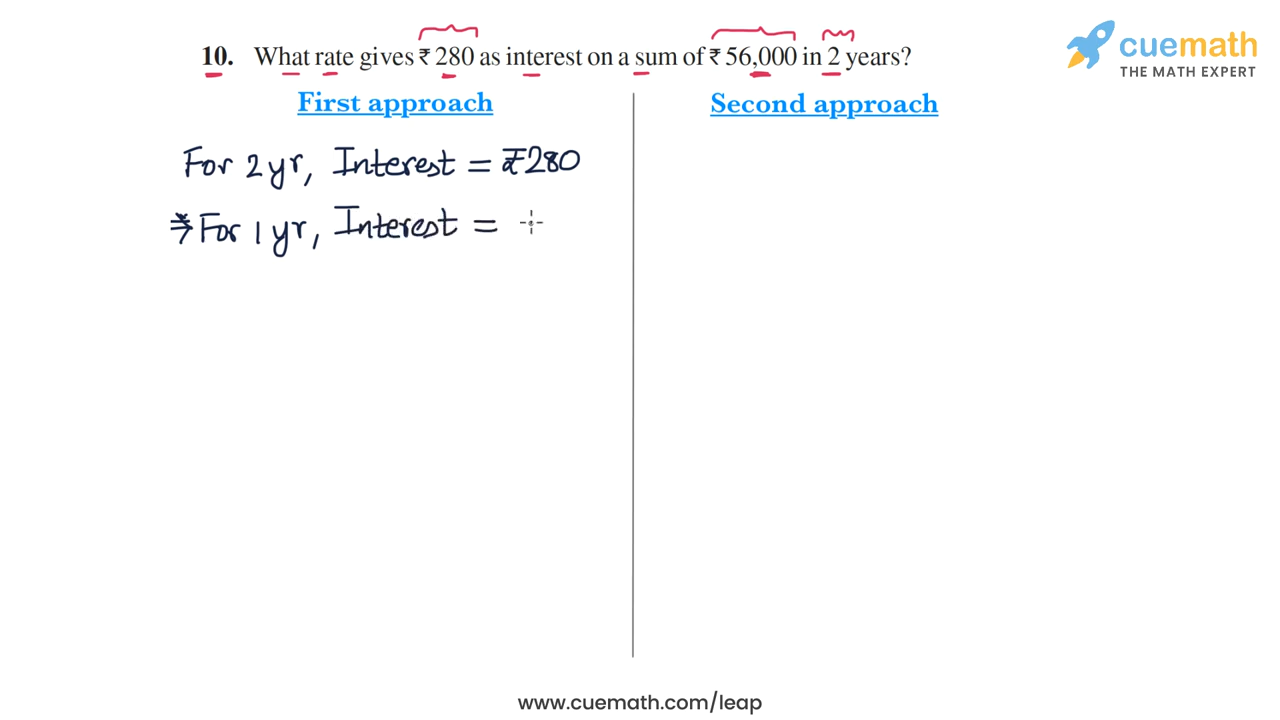 10. What rate gives ₹ 280 as interest on a sum of ₹ 56,000 in 2 years?
cuemath
THE MATH EXPERT
First approach
Second approach
For 2 yr, Interest = ₹280
⇒ For 1 yr, Interest =
www.cuemath.com/leap